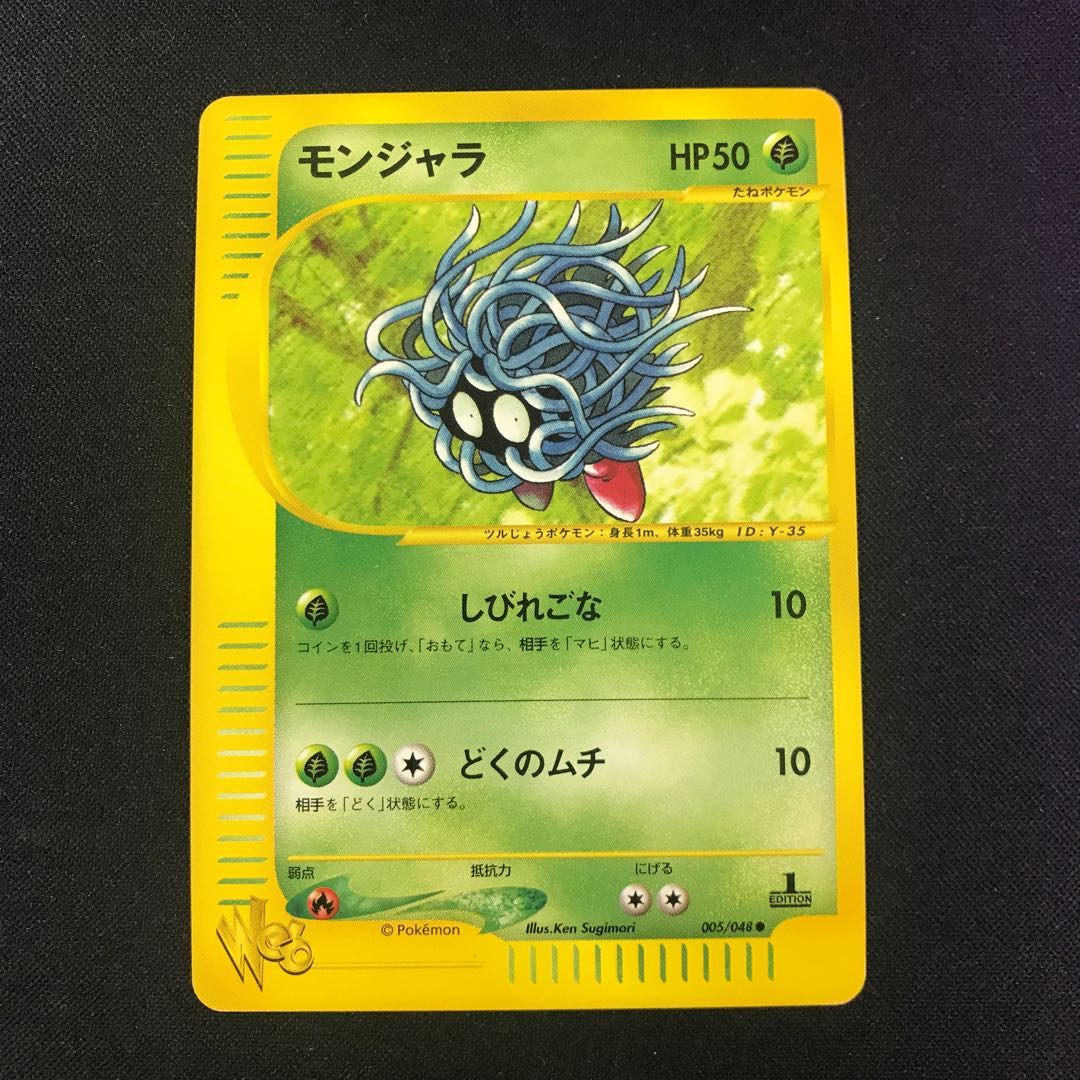 モンジャラ HP50
たねポケモン
ツルじょうポケモン：身長1m、体重35kg ID:Y-35
しびれごな 10
コインを1回投げ、「おもて」なら、相手を「マヒ」状態にする。
どくのムチ 10
相手を「どく」状態にする。
弱点 抵抗力 にげる
1 EDITION
Web
©Pokémon Illus.Ken Sugimori 005/048●